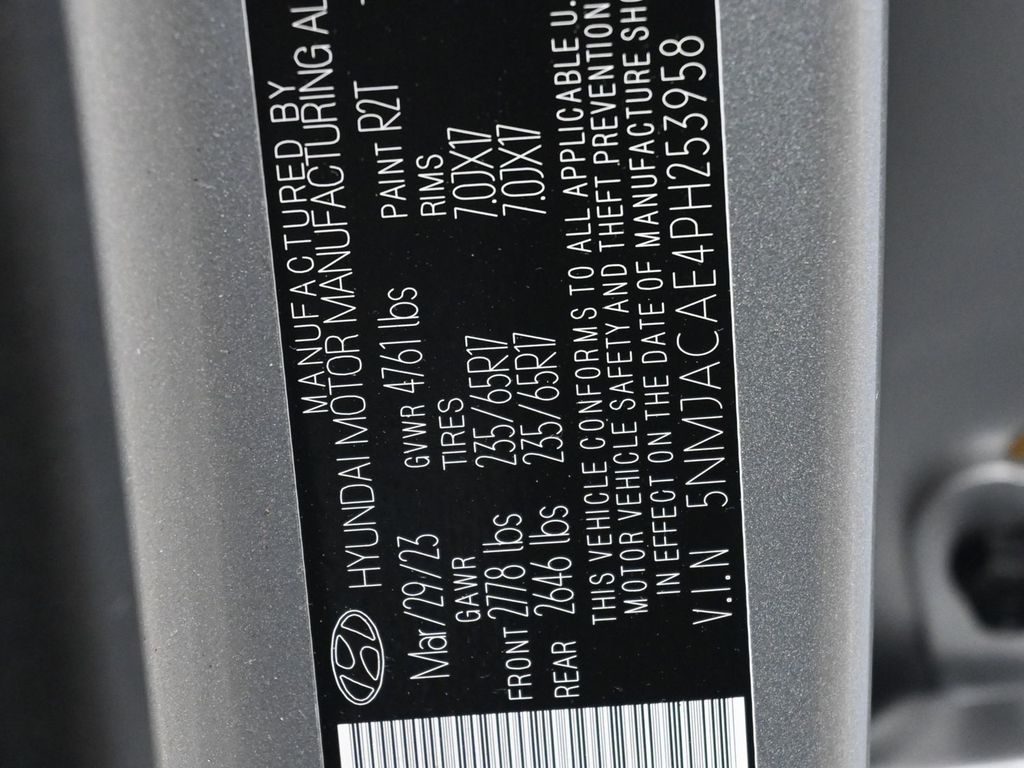 MANUFACTURED BY
HYUNDAI MOTOR MANUFACTURING AL
Mar/29/23 GVWR 4761 lbs PAINT R2T
GAWR TIRES RIMS
FRONT 2778 lbs 235/65R17 7.0JX17
REAR 2646 lbs 235/65R17 7.0JX17
THIS VEHICLE CONFORMS TO ALL APPLICABLE U.
MOTOR VEHICLE SAFETY AND THEFT PREVENTION
IN EFFECT ON THE DATE OF MANUFACTURE SHO
V.I.N 5NMJACAE4PH253958